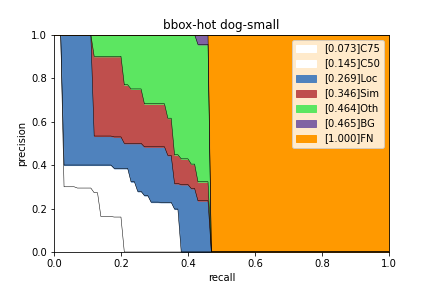 bbox-hot dog-small
precision
1.0
0.8
0.6
0.4
0.2
0.0
[0.073]C75
[0.145]C50
[0.269]Loc
[0.346]Sim
[0.464]Oth
[0.465]BG
[1.000]FN
0.0 0.2 0.4 0.6 0.8 1.0
recall